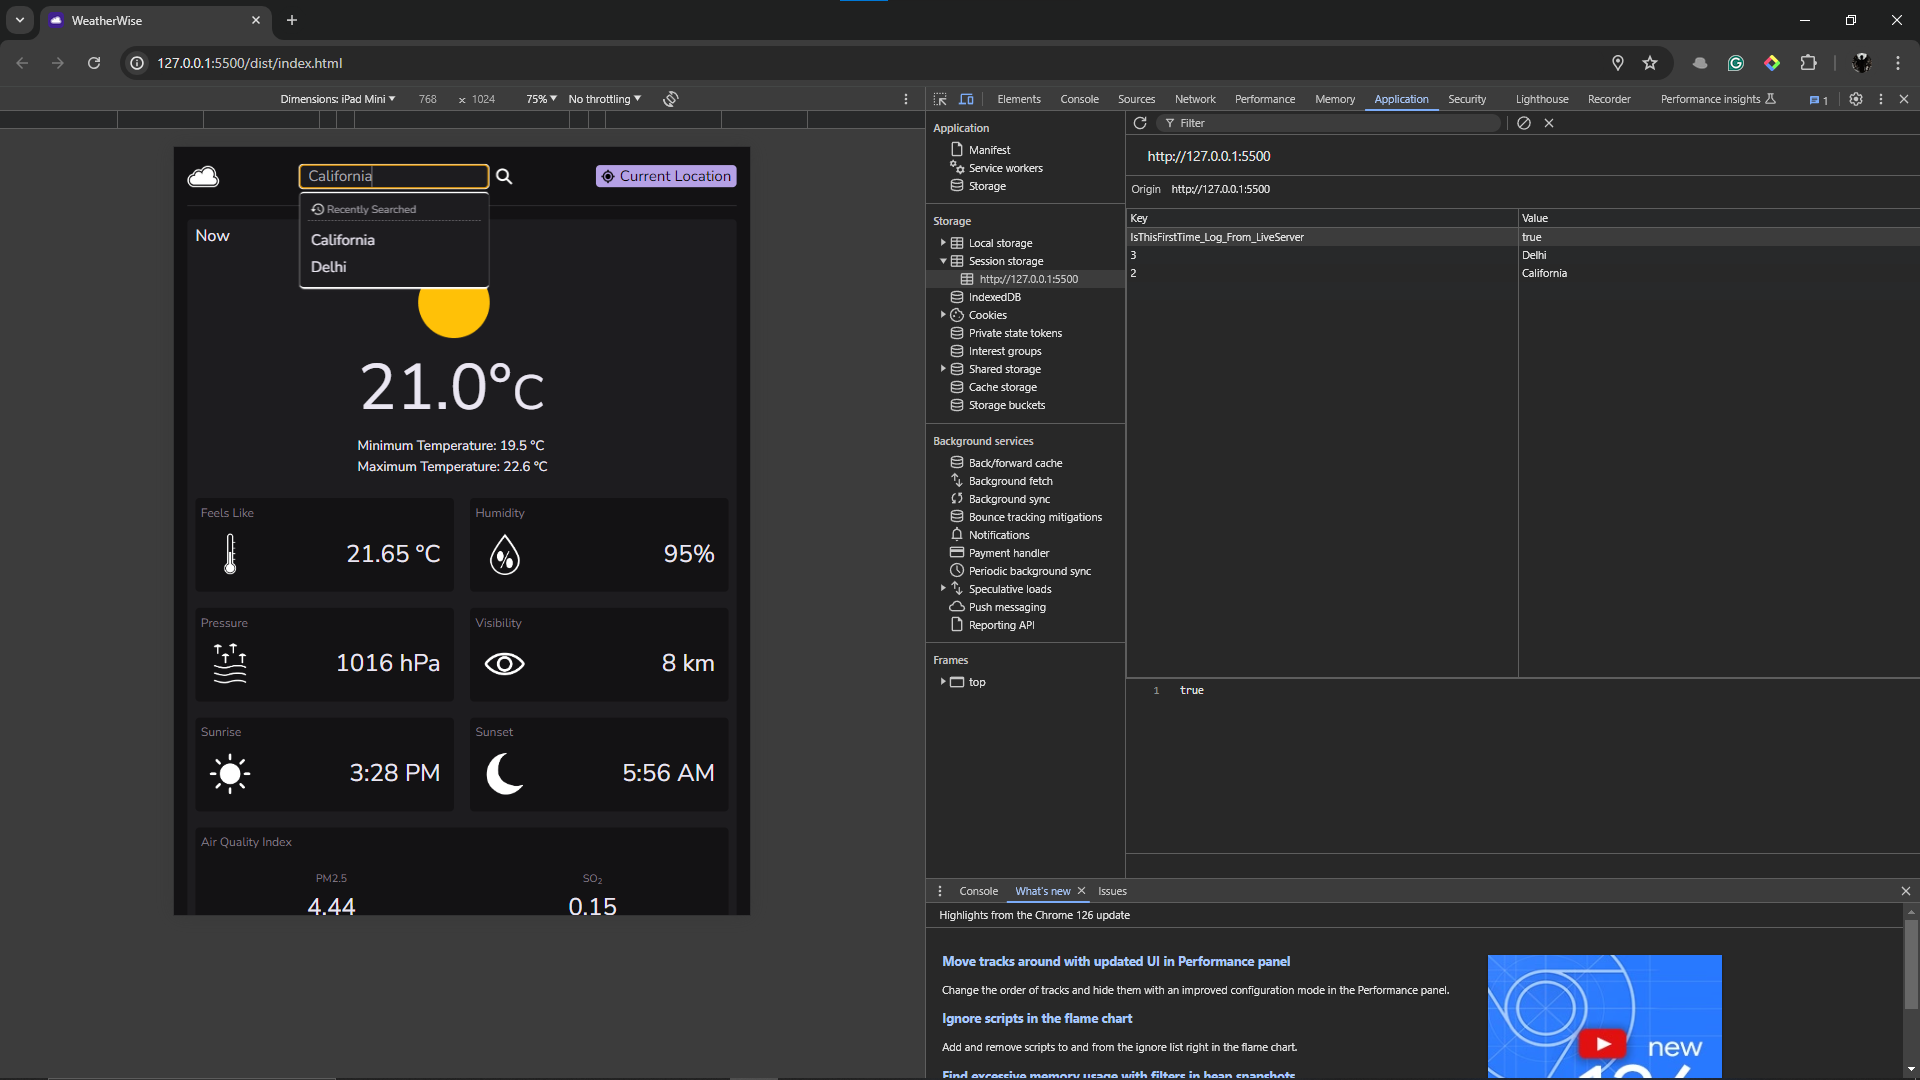 WeatherWise
127.0.0.1:5500/dist/index.html
Dimensions: iPad Mini 768 x 1024 75% No throttling
California
Current Location
Recently Searched
California
Delhi
Now
21.0°C
Minimum Temperature: 19.5 °C
Maximum Temperature: 22.6 °C
Feels Like
21.65 °C
Humidity
95%
Pressure
1016 hPa
Visibility
8 km
Sunrise
3:28 PM
Sunset
5:56 AM
Air Quality Index
PM2.5
4.44
SO2
0.15
Elements Console Sources Network Performance Memory Application Security Lighthouse Recorder Performance insights 1
Application
Manifest
Service workers
Storage
Storage
Local storage
Session storage
http://127.0.0.1:5500
IndexedDB
Cookies
Private state tokens
Interest groups
Shared storage
Cache storage
Storage buckets
Background services
Back/forward cache
Background fetch
Background sync
Bounce tracking mitigations
Notifications
Payment handler
Periodic background sync
Speculative loads
Push messaging
Reporting API
Frames
top
Filter
http://127.0.0.1:5500
Origin http://127.0.0.1:5500
Key Value
IsThisFirstTime_Log_From_LiveServer true
3 Delhi
2 California
1 true
Console What's new Issues
Highlights from the Chrome 126 update
Move tracks around with updated UI in Performance panel
Change the order of tracks and hide them with an improved configuration mode in the Performance panel.
Ignore scripts in the flame chart
Add and remove scripts to and from the ignore list right in the flame chart.
Find excessive memory usage with filters in heap snapshots
new